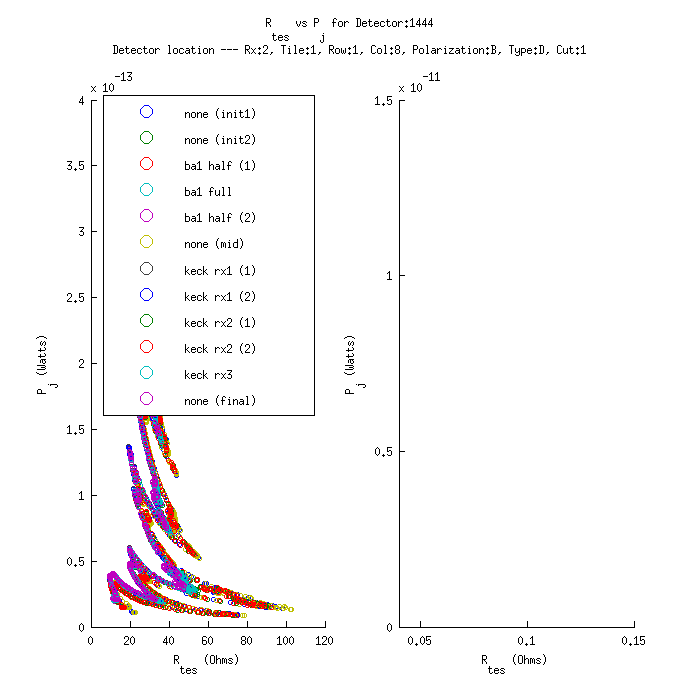 R tes vs P j for Detector:1444
Detector location --- Rx:2, Tile:1, Row:1, Col:8, Polarization:B, Type:D, Cut:1
x 10 -13
4
3.5
3
2.5
2
1.5
1
0.5
0
P j (Watts)
none (init1)
none (init2)
ba1 half (1)
ba1 full
ba1 half (2)
none (mid)
keck rx1 (1)
keck rx1 (2)
keck rx2 (1)
keck rx2 (2)
keck rx3
none (final)
0 20 40 60 80 100 120
R tes (Ohms)
x 10 -11
1.5
1
0.5
0
P j (Watts)
0.05 0.1 0.15
R tes (Ohms)